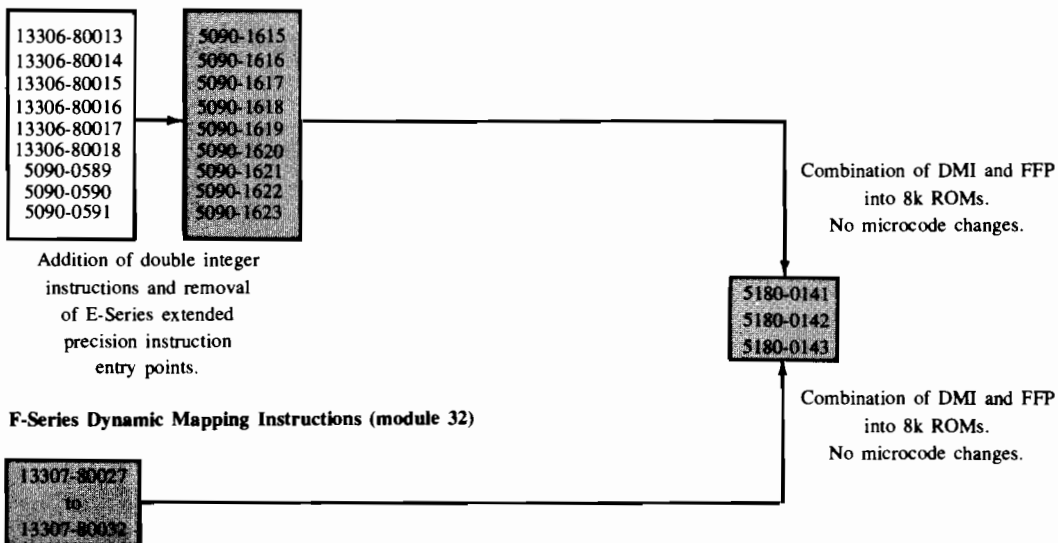 13306-80013
13306-80014
13306-80015
13306-80016
13306-80017
13306-80018
5090-0589
5090-0590
5090-0591
5090-1615
5090-1616
5090-1617
5090-1618
5090-1619
5090-1620
5090-1621
5090-1622
5090-1623
Addition of double integer
instructions and removal
of E-Series extended
precision instruction
entry points.
Combination of DMI and FFP
into 8k ROMs.
No microcode changes.
5180-0141
5180-0142
5180-0143
Combination of DMI and FFP
into 8k ROMs.
No microcode changes.
F-Series Dynamic Mapping Instructions (module 32)
13307-80027
to
13307-80032